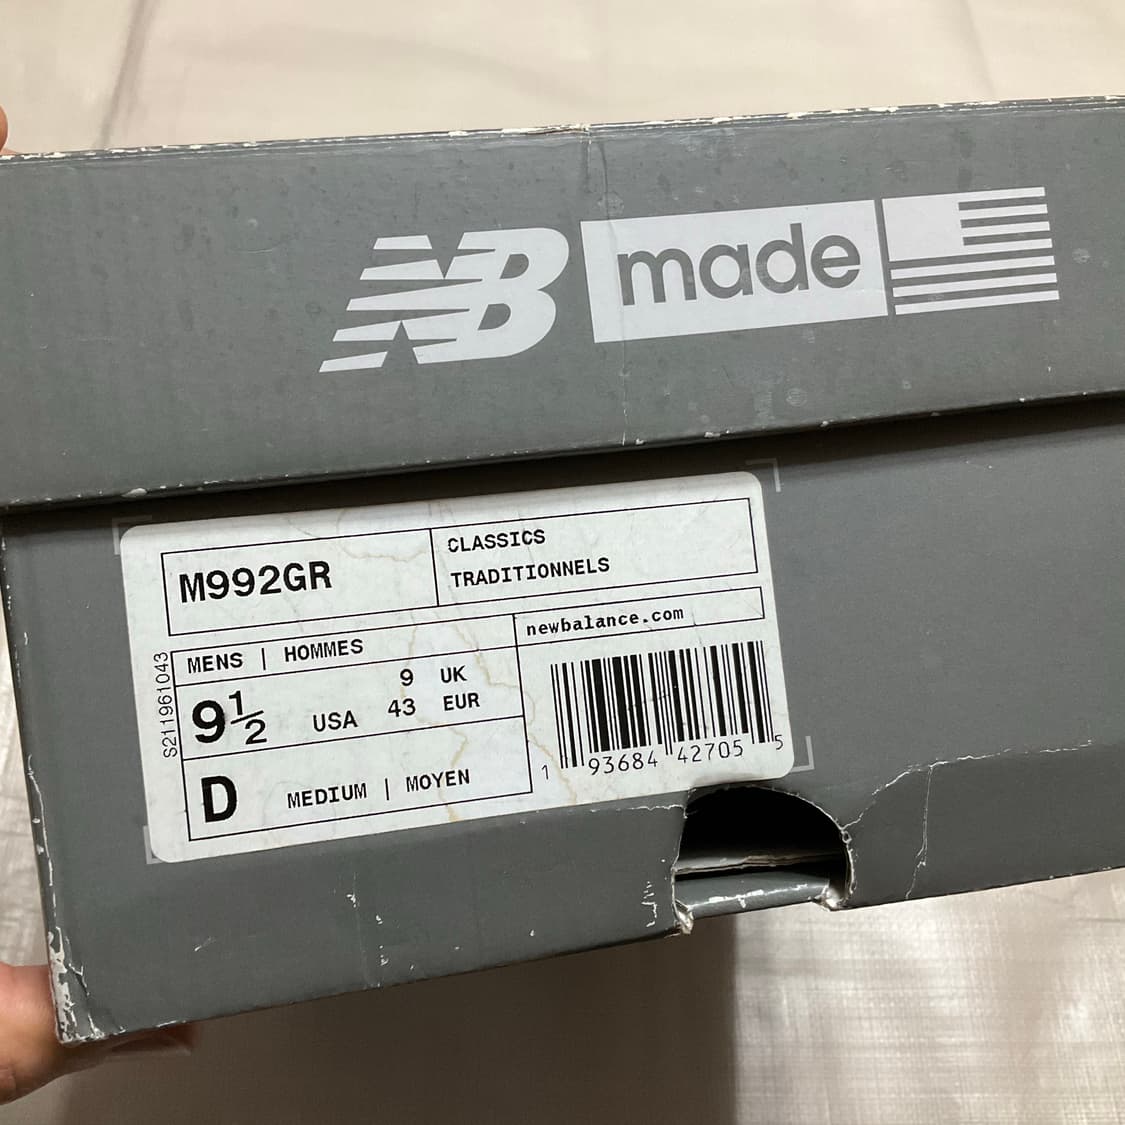 NB made
M992GR
CLASSICS
TRADITIONNELS
newbalance.com
MENS | HOMMES
9½ USA
9 UK
43 EUR
D MEDIUM | MOYEN
S211961043
1 93684 42705 5